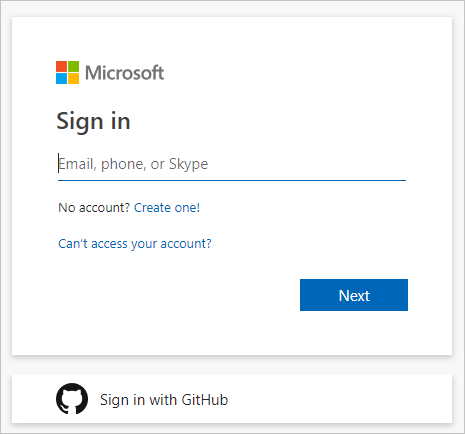 Microsoft
Sign in
Email, phone, or Skype
No account? Create one!
Can't access your account?
Next
Sign in with GitHub